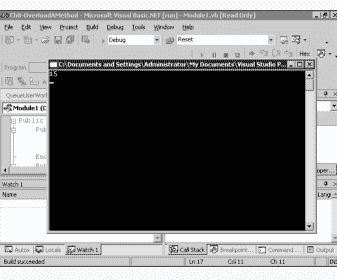 Ch8-OverloadAMethod - Microsoft Visual Basic.NET [run] - Module1.vb [Read Only]
File Edit View Project Build Debug Tools Window Help
Debug
Reset
Hex
Program
C:\Documents and Settings\Administrator\My Documents\Visual Studio P...
15
QueueUserWork
Module1 (C
Public
Pub
End
Watch 1
Name
Lang
Autos Locals Watch 1
Call Stack Breakpoint... Command ... Output
Build succeeded Ln 17 Col 11 Ch 11 INS